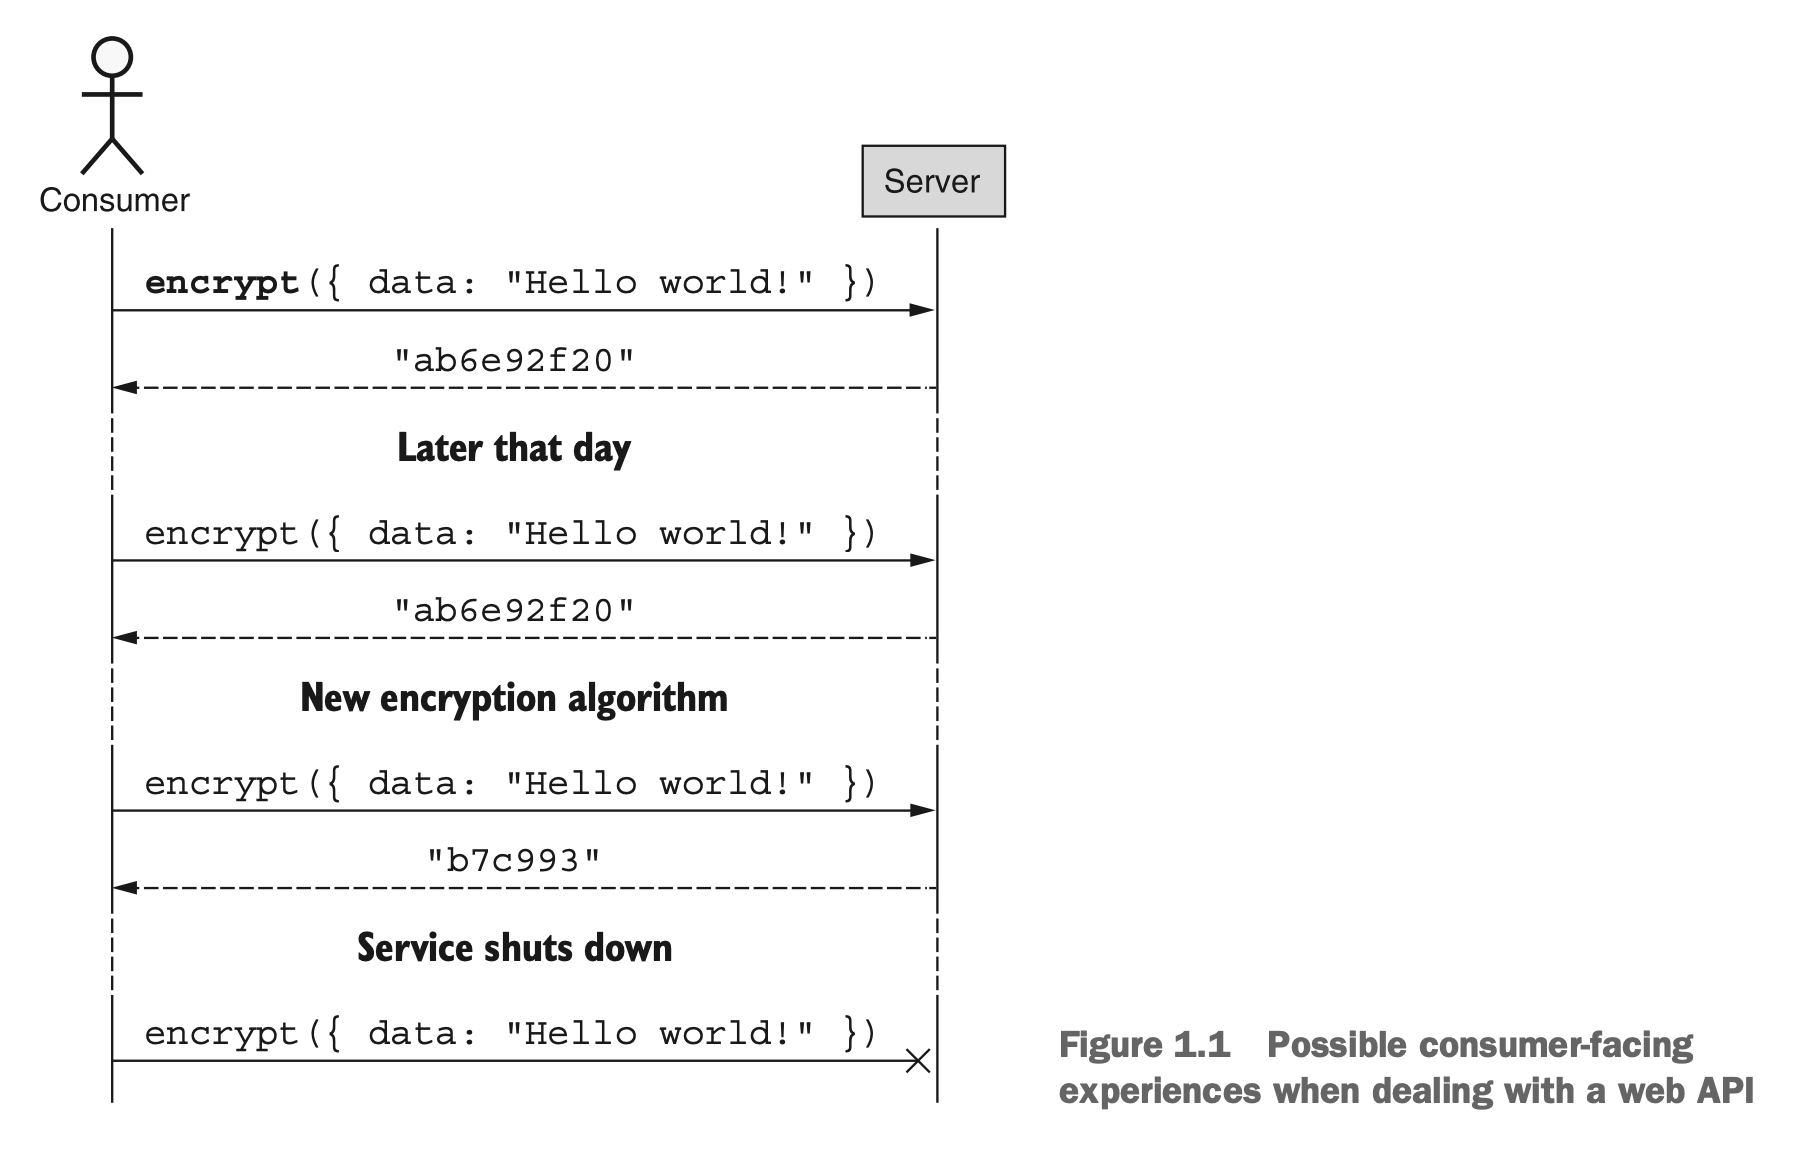 Consumer
Server
encrypt({ data: "Hello world!" })
"ab6e92f20"
Later that day
encrypt({ data: "Hello world!" })
"ab6e92f20"
New encryption algorithm
encrypt({ data: "Hello world!" })
"b7c993"
Service shuts down
encrypt({ data: "Hello world!" })
Figure 1.1 Possible consumer-facing
experiences when dealing with a web API